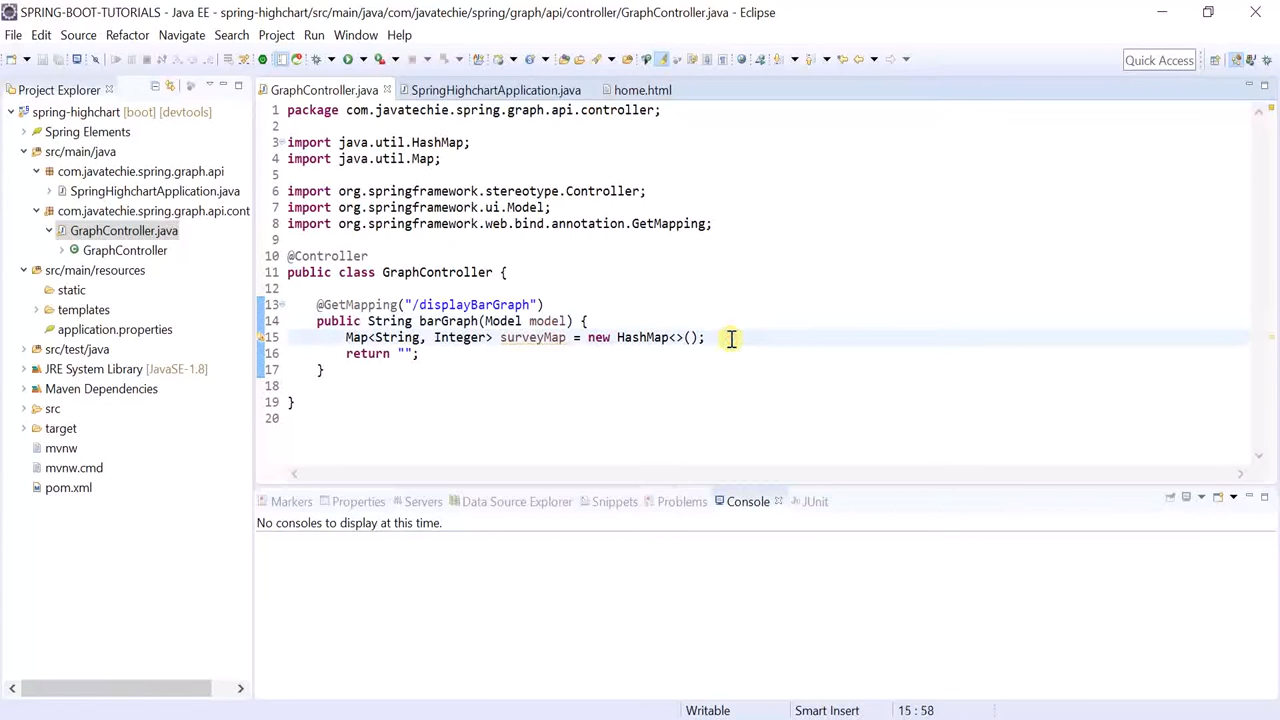 SPRING-BOOT-TUTORIALS - Java EE - spring-highchart/src/main/java/com/javatechie/spring/graph/api/controller/GraphController.java - Eclipse
File Edit Source Refactor Navigate Search Project Run Window Help
Quick Access
Project Explorer
spring-highchart [boot] [devtools]
Spring Elements
src/main/java
com.javatechie.spring.graph.api
SpringHighchartApplication.java
com.javatechie.spring.graph.api.cont
GraphController.java
GraphController
src/main/resources
static
templates
application.properties
src/test/java
JRE System Library [JavaSE-1.8]
Maven Dependencies
src
target
mvnw
mvnw.cmd
pom.xml
GraphController.java SpringHighchartApplication.java home.html
1 package com.javatechie.spring.graph.api.controller;
2
3 import java.util.HashMap;
4 import java.util.Map;
5
6 import org.springframework.stereotype.Controller;
7 import org.springframework.ui.Model;
8 import org.springframework.web.bind.annotation.GetMapping;
9
10 @Controller
11 public class GraphController {
12
13 @GetMapping("/displayBarGraph")
14 public String barGraph(Model model) {
15 Map<String, Integer> surveyMap = new HashMap<>();
16 return "";
17 }
18
19 }
20
Markers Properties Servers Data Source Explorer Snippets Problems Console JUnit
No consoles to display at this time.
Writable Smart Insert 15 : 58